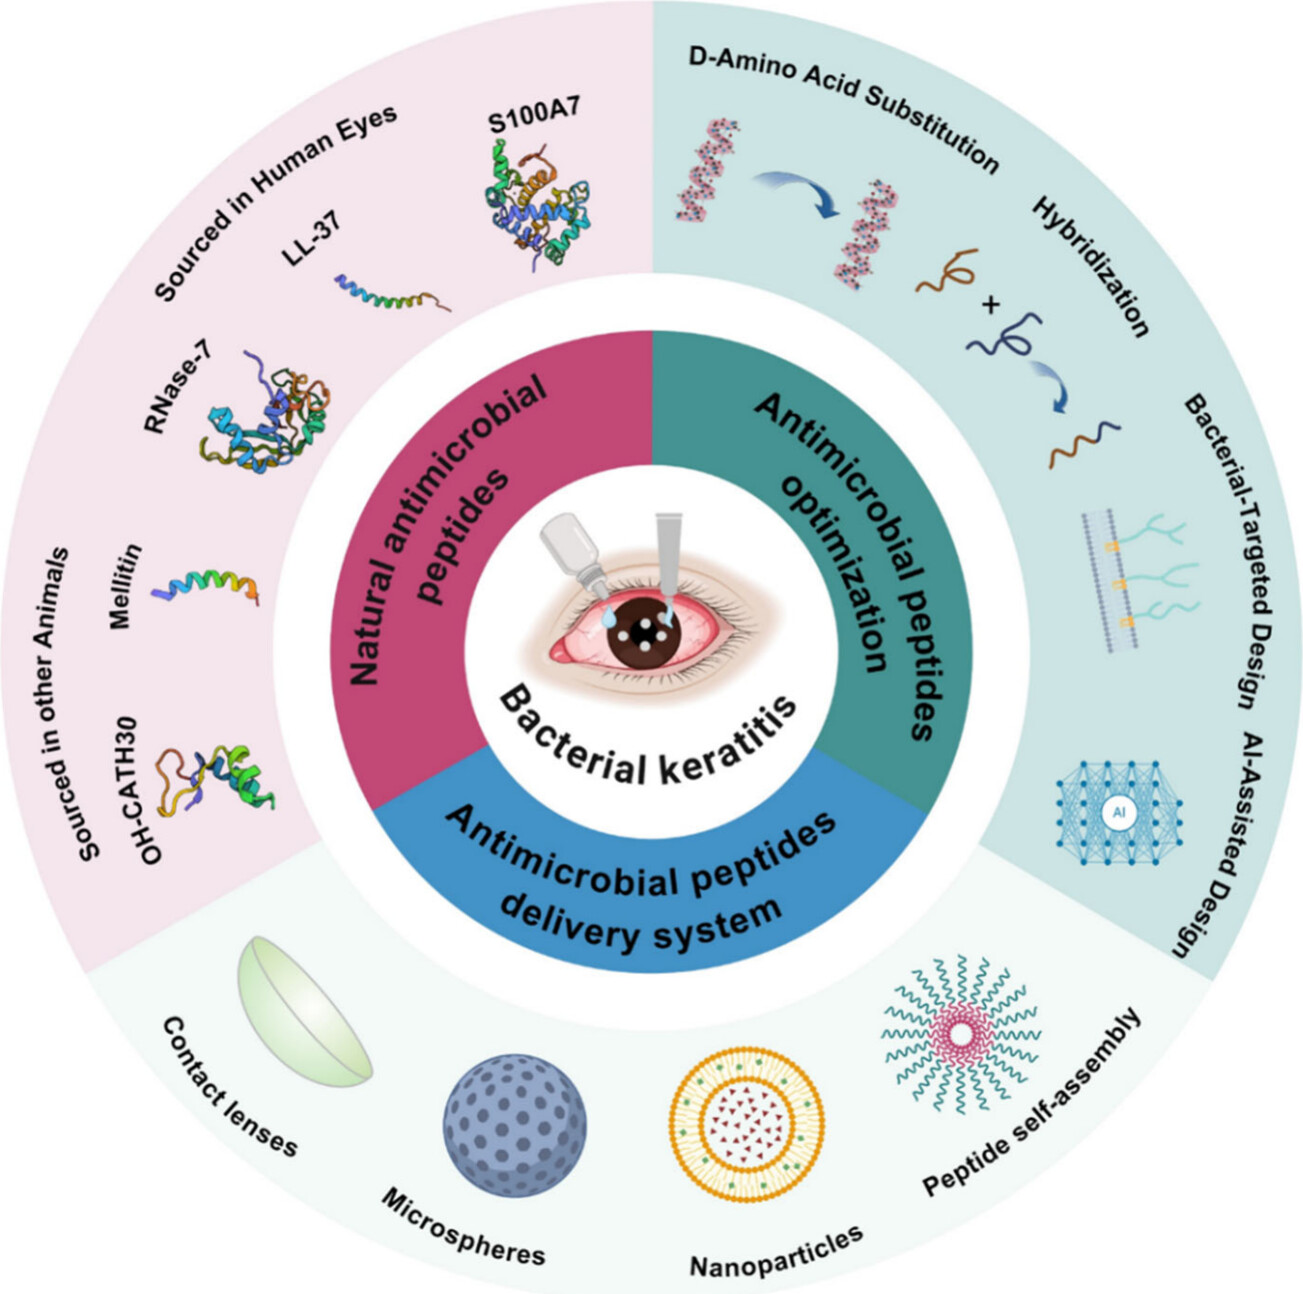 Sourced in Human Eyes
S100A7
LL-37
RNase-7
Sourced in other Animals
Mellitin
OH-CATH30
D-Amino Acid Substitution
Hybridization
+
Bacterial-Targeted Design
AI-Assisted Design
AI
Natural antimicrobial
peptides
Antimicrobial peptides
optimization
Antimicrobial peptides
delivery system
Bacterial keratitis
Contact lenses
Microspheres
Nanoparticles
Peptide self-assembly